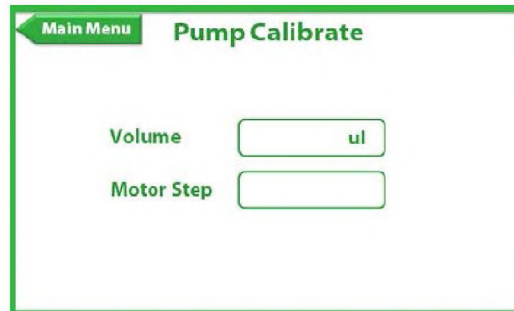 Main Menu
Pump Calibrate
Volume
ul
Motor Step